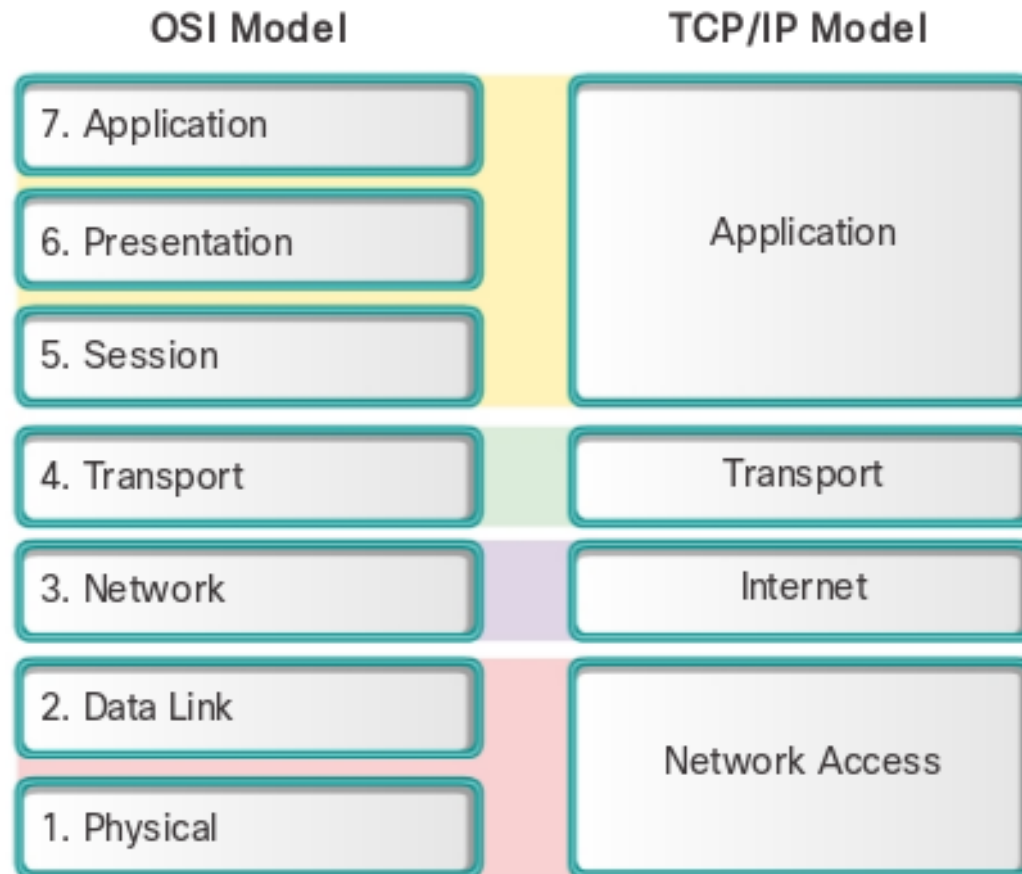 OSI Model
TCP/IP Model
7. Application
6. Presentation
5. Session
Application
4. Transport
Transport
3. Network
Internet
2. Data Link
1. Physical
Network Access